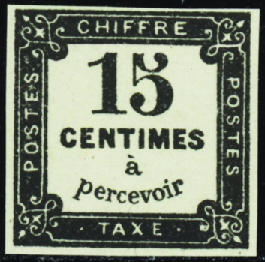 CHIFFRE
POSTES
15
CENTIMES
à
percevoir
POSTES
· TAXE ·